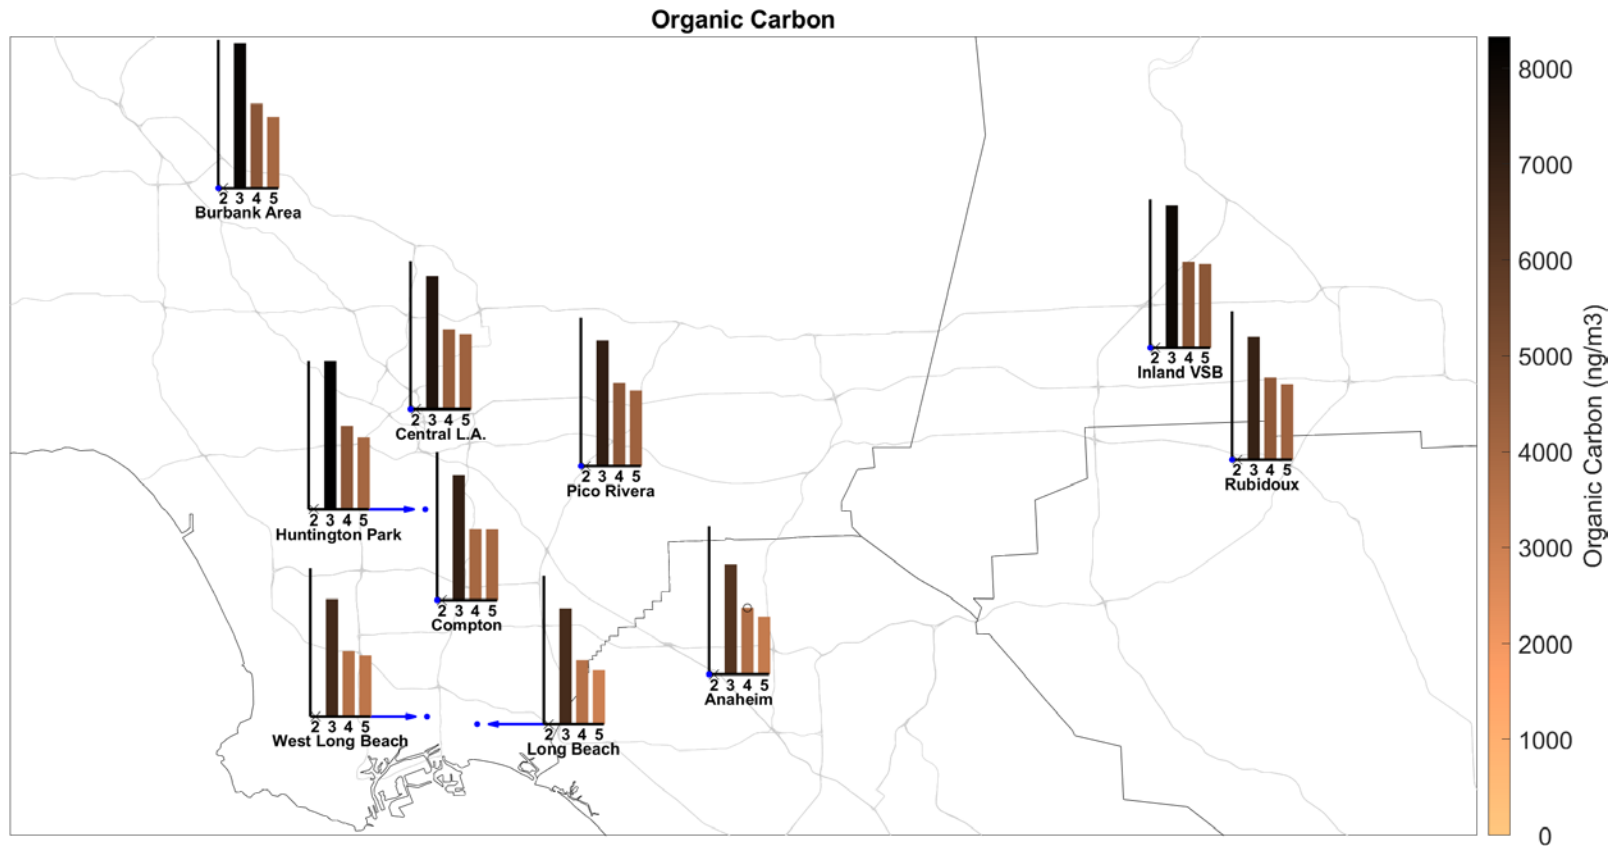 Organic Carbon
2 3 4 5
Burbank Area
2 3 4 5
Central L.A.
2 3 4 5
Huntington Park
2 3 4 5
Pico Rivera
2 3 4 5
Inland VSB
2 3 4 5
Rubidoux
2 3 4 5
Compton
2 3 4 5
West Long Beach
2 3 4 5
Long Beach
2 3 4 5
Anaheim
8000
7000
6000
5000
4000
3000
2000
1000
0
Organic Carbon (ng/m3)